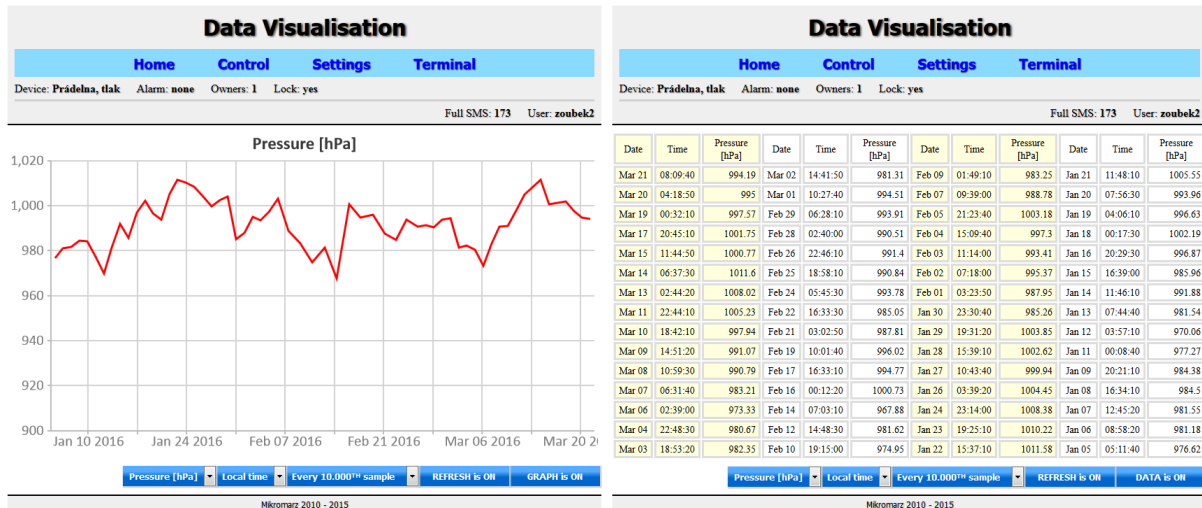 Data Visualisation
Home Control Settings Terminal
Device: Prádelna, tlak Alarm: none Owners: 1 Lock: yes
Full SMS: 173 User: zoubek2
Pressure [hPa]
1,020
1,000
980
960
940
920
900
Jan 10 2016 Jan 24 2016 Feb 07 2016 Feb 21 2016 Mar 06 2016 Mar 20 20
Pressure [hPa] Local time Every 10.000TH sample REFRESH is ON GRAPH is ON
Mikromarz 2010 - 2015
Data Visualisation
Home Control Settings Terminal
Device: Prádelna, tlak Alarm: none Owners: 1 Lock: yes
Full SMS: 173 User: zoubek2
Date Time Pressure [hPa] Date Time Pressure [hPa] Date Time Pressure [hPa] Date Time Pressure [hPa]
Mar 21 08:09:40 994.19 Mar 02 14:41:50 981.31 Feb 09 01:49:10 983.25 Jan 21 11:48:10 1005.55
Mar 20 04:18:50 995 Mar 01 10:27:40 994.51 Feb 07 09:39:00 988.78 Jan 20 07:56:30 993.96
Mar 19 00:32:10 997.57 Feb 29 06:28:10 993.91 Feb 05 21:23:40 1003.18 Jan 19 04:06:10 996.63
Mar 17 20:45:10 1001.75 Feb 28 02:40:00 990.51 Feb 04 15:09:40 997.3 Jan 18 00:17:30 1002.19
Mar 15 11:44:50 1000.77 Feb 26 22:46:10 991.4 Feb 03 11:14:00 993.41 Jan 16 20:29:30 996.87
Mar 14 06:37:30 1011.6 Feb 25 18:58:10 990.84 Feb 02 07:18:00 995.37 Jan 15 16:39:00 985.96
Mar 13 02:44:20 1008.02 Feb 24 05:45:30 993.78 Feb 01 03:23:50 987.95 Jan 14 11:46:10 991.88
Mar 11 22:44:10 1005.23 Feb 22 16:33:30 985.05 Jan 30 23:30:40 985.26 Jan 13 07:44:40 981.54
Mar 10 18:42:10 997.94 Feb 21 03:02:50 987.81 Jan 29 19:31:20 1003.85 Jan 12 03:57:10 970.06
Mar 09 14:51:20 991.07 Feb 19 10:01:40 996.02 Jan 28 15:39:10 1002.62 Jan 11 00:08:40 977.27
Mar 08 10:59:30 990.79 Feb 17 16:33:10 994.77 Jan 27 10:43:40 999.94 Jan 09 20:21:10 984.38
Mar 07 06:31:40 983.21 Feb 16 00:12:20 1000.73 Jan 26 03:39:20 1004.45 Jan 08 16:34:10 984.5
Mar 06 02:39:00 973.33 Feb 14 07:03:10 967.88 Jan 24 23:14:00 1008.38 Jan 07 12:45:20 981.55
Mar 04 22:48:30 980.67 Feb 12 14:48:30 981.62 Jan 23 19:25:10 1010.22 Jan 06 08:58:20 981.18
Mar 03 18:53:20 982.35 Feb 10 19:15:00 974.95 Jan 22 15:37:10 1011.58 Jan 05 05:11:40 976.62
Pressure [hPa] Local time Every 10.000TH sample REFRESH is ON DATA is ON
Mikromarz 2010 - 2015